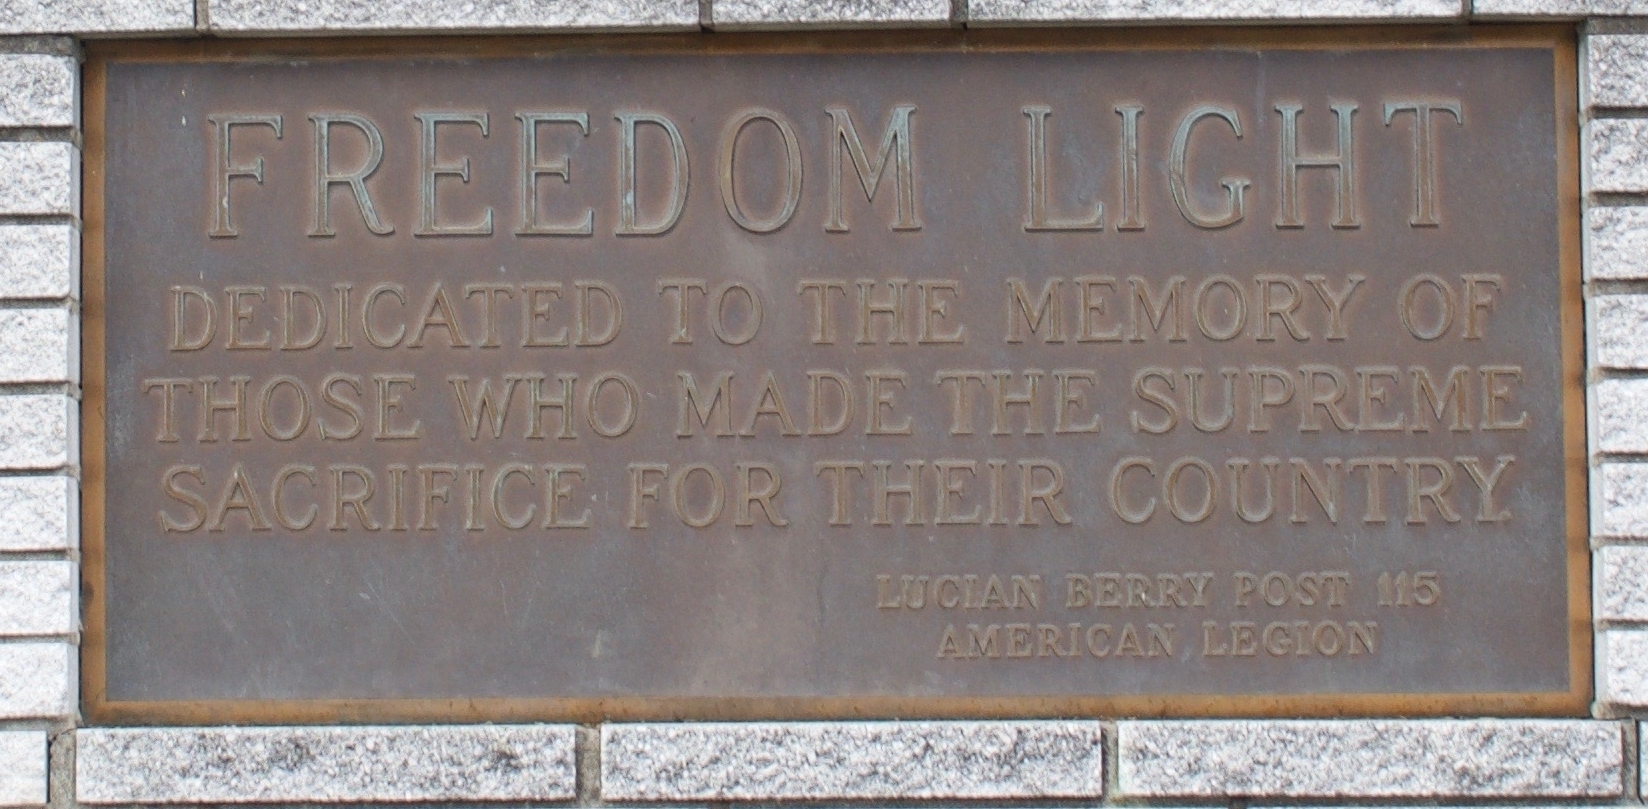 FREEDOM LIGHT
DEDICATED TO THE MEMORY OF
THOSE WHO MADE THE SUPREME
SACRIFICE FOR THEIR COUNTRY
LUCIAN BERRY POST 115
AMERICAN LEGION